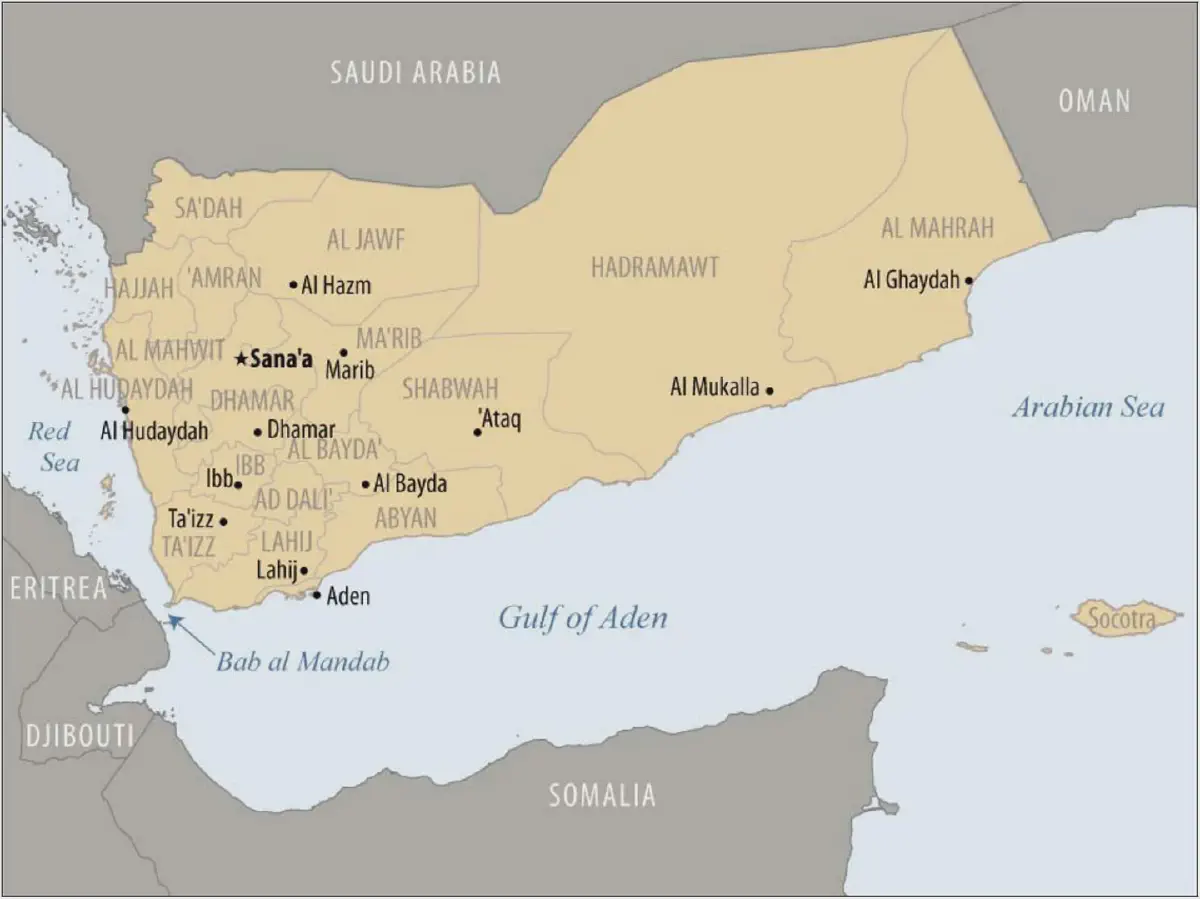 SAUDI ARABIA
OMAN
SA'DAH
AL JAWF
AL MAHRAH
HADRAMAWT
HAJJAH
'AMRAN
Al Hazm
Al Ghaydah
MA'RIB
AL MAHWIT
Sana'a
Marib
AL HUDAYDAH
DHAMAR
SHABWAH
Al Mukalla
Arabian Sea
'Ataq
Red
Sea
Al Hudaydah
Dhamar
AL BAYDA'
IBB
Ibb
Al Bayda
AD DALI'
ABYAN
Ta'izz
TA'IZZ
LAHIJ
Lahij
ERITREA
Aden
Gulf of Aden
Socotra
Bab al Mandab
DJIBOUTI
SOMALIA